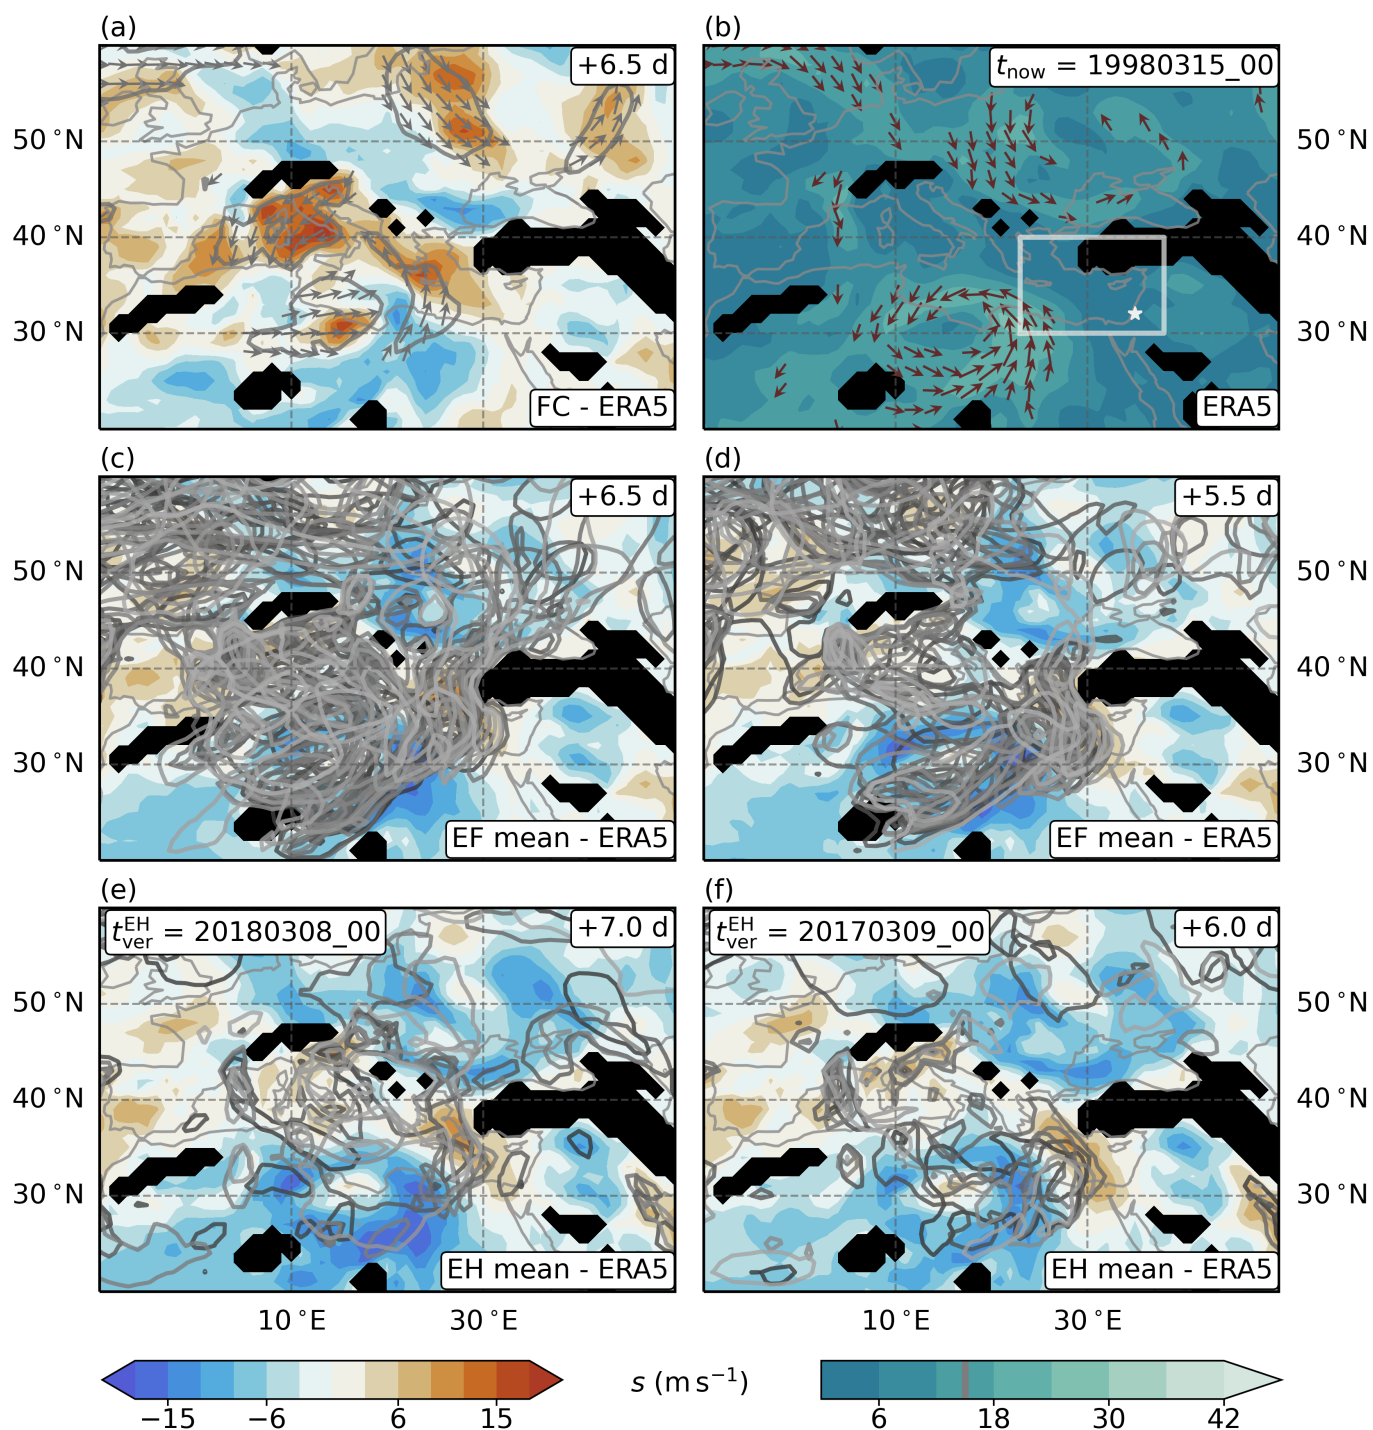 (a)
(b)
+6.5 d
t_now = 19980315_00
50 °N
40 °N
30 °N
50 °N
40 °N
30 °N
FC - ERA5
ERA5
(c)
(d)
+6.5 d
+5.5 d
50 °N
40 °N
30 °N
50 °N
40 °N
30 °N
EF mean - ERA5
EF mean - ERA5
(e)
(f)
t_ver^EH = 20180308_00
+7.0 d
t_ver^EH = 20170309_00
+6.0 d
50 °N
40 °N
30 °N
50 °N
40 °N
30 °N
EH mean - ERA5
EH mean - ERA5
10 °E
30 °E
10 °E
30 °E
−15
−6
6
15
s (m s⁻¹)
6
18
30
42